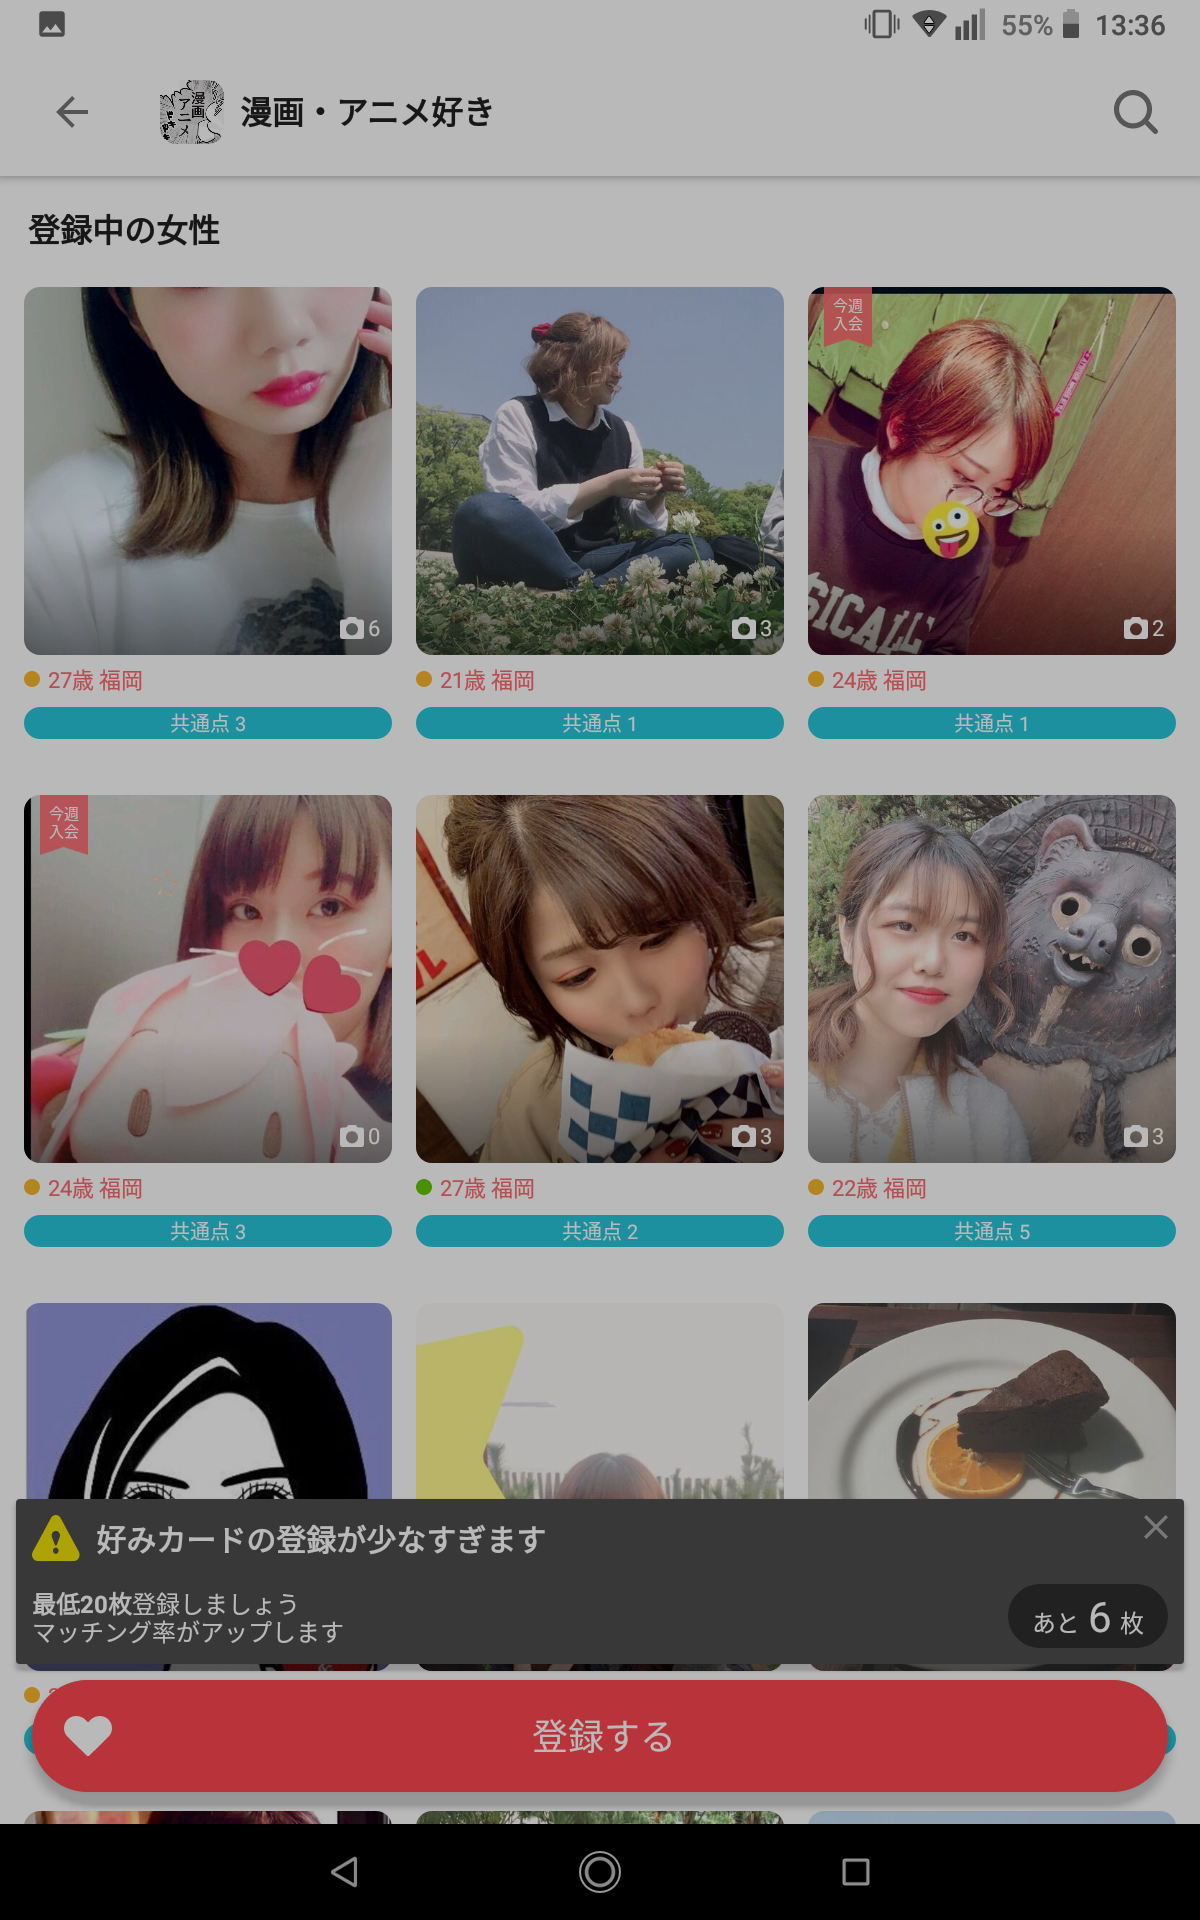 55% 13:36
漫画
アニメ
漫画・アニメ好き
登録中の女性
今週
入会
6
3
2
27歳 福岡
21歳 福岡
24歳 福岡
共通点 3
共通点 1
共通点 1
今週
入会
0
3
3
24歳 福岡
27歳 福岡
22歳 福岡
共通点 3
共通点 2
共通点 5
好みカードの登録が少なすぎます
最低20枚登録しましょう
マッチング率がアップします
あと 6 枚
登録する